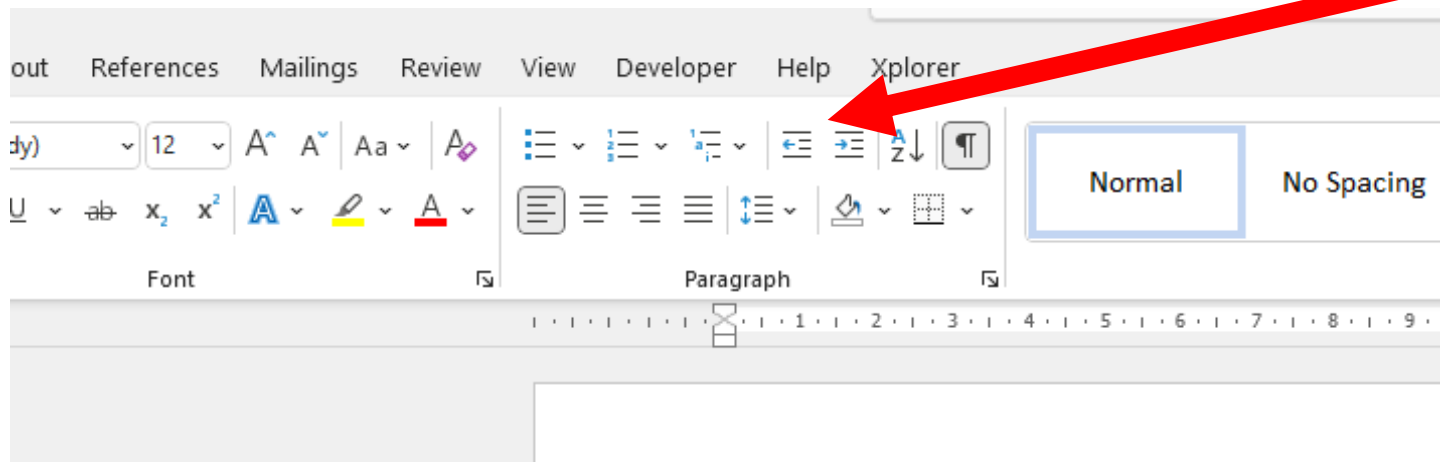 out References Mailings Review View Developer Help Xplorer
dy) 12 Aa
Normal No Spacing
Font Paragraph
1 2 3 4 5 6 7 8 9